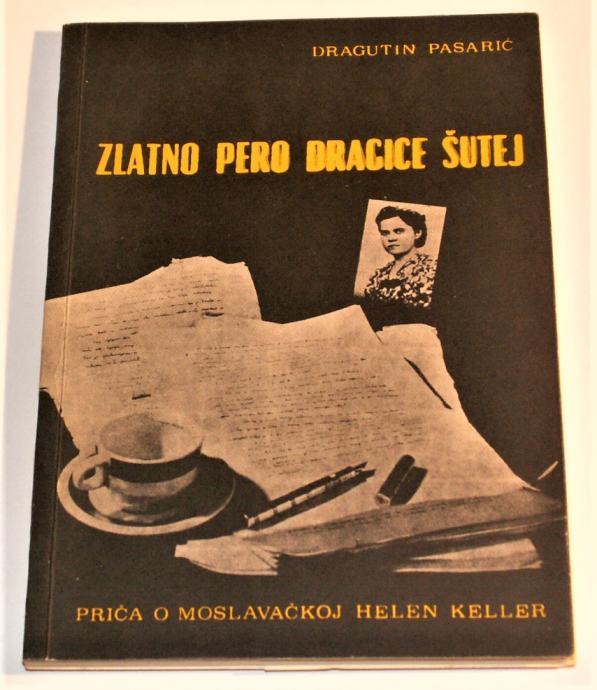 DRAGUTIN PASARIĆ
ZLATNO PERO DRAGICE ŠUTEJ
PRIČA O MOSLAVAČKOJ HELEN KELLER